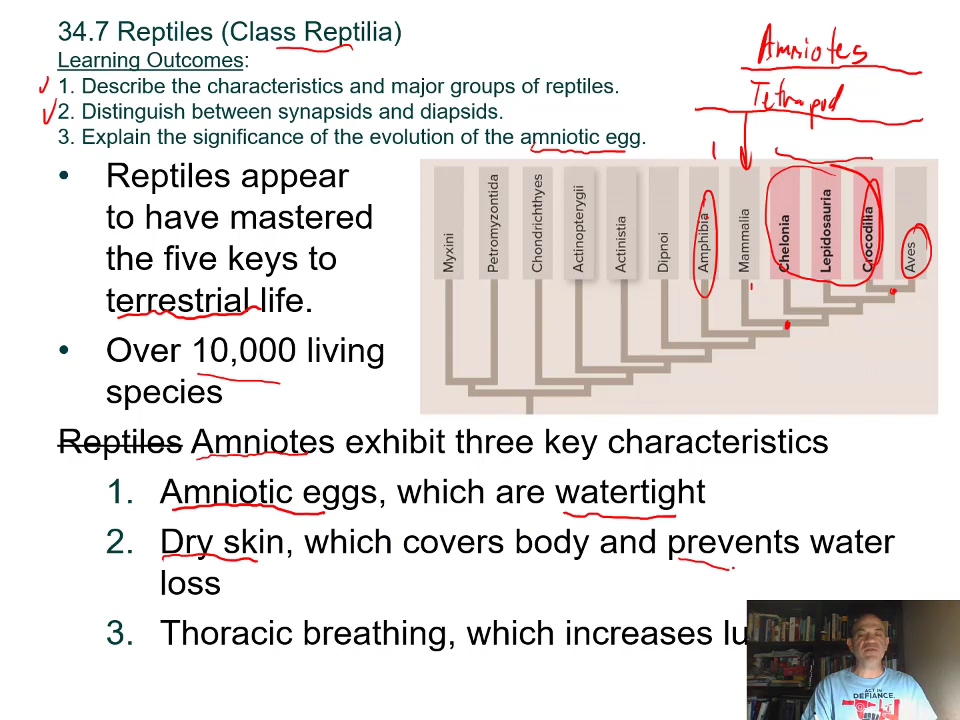 34.7 Reptiles (Class Reptilia)
Learning Outcomes:
1. Describe the characteristics and major groups of reptiles.
2. Distinguish between synapsids and diapsids.
3. Explain the significance of the evolution of the amniotic egg.
Amniotes
Tetrapod
• Reptiles appear
to have mastered
the five keys to
terrestrial life.
• Over 10,000 living
species
Myxini
Petromyzontida
Chondrichthyes
Actinopterygii
Actinistia
Dipnoi
Amphibia
Mammalia
Chelonia
Lepidosauria
Crocodilia
Aves
Reptiles Amniotes exhibit three key characteristics
1. Amniotic eggs, which are watertight
2. Dry skin, which covers body and prevents water
loss
3. Thoracic breathing, which increases lu
ACT IN
DEFIANCE.